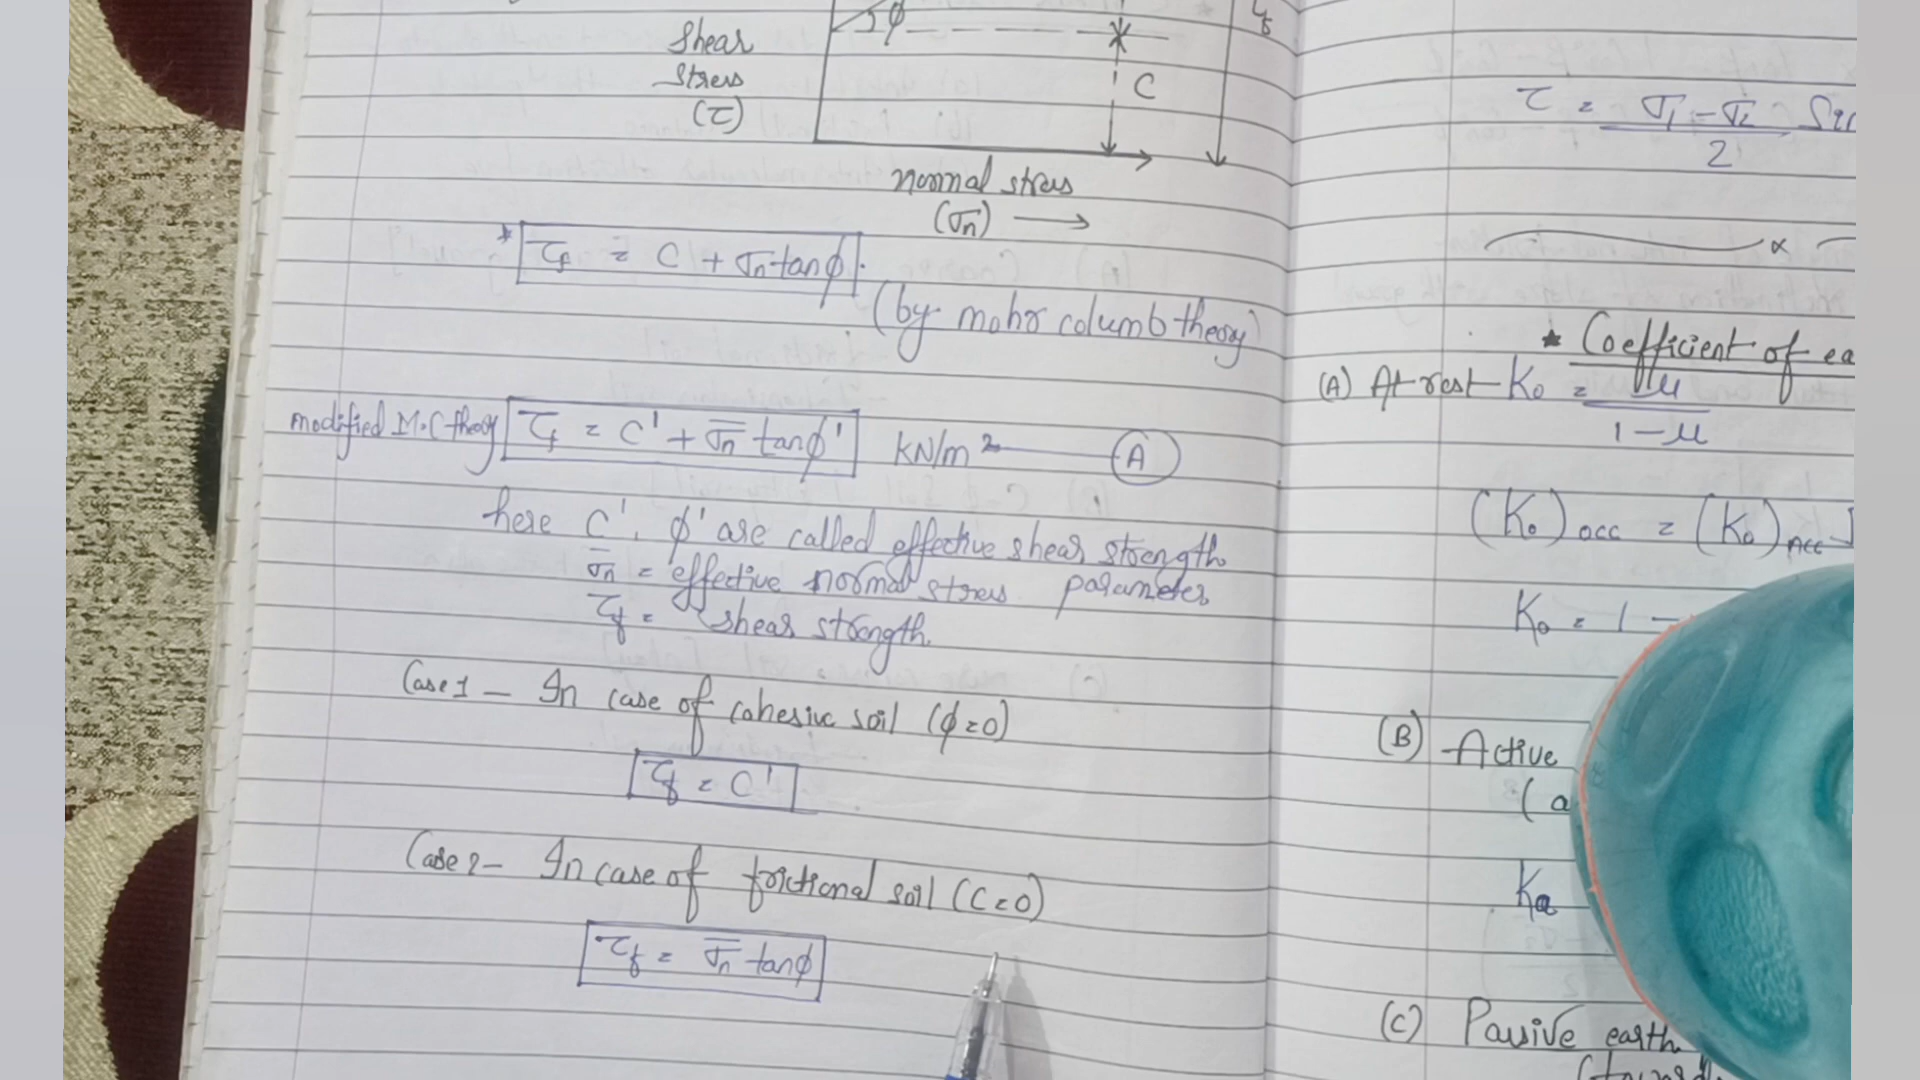 ϕ
Shear
Stress
(τ)
C
normal stress
(σn) →
* τf = C + σn tanϕ.
(by mohr columb theory)
modified M.C theory τf = C' + σ̅n tanϕ' KN/m² — A
here C', ϕ' are called effective shear strength
parameter
σ̅n = effective normal stress
τf = shear strength
Case 1 - In case of cohesive soil (ϕ=0)
τf = C'
Case 2- In case of frictional soil (C=0)
τf = σ̅n tanϕ
τ = σ1 - σ2
2
α
* Coefficient of ea
(A) At rest K₀ = μ
1-μ
(K₀)occ =
K₀ = 1 -
(B) Active
(a
Ka
(C) Passive earth